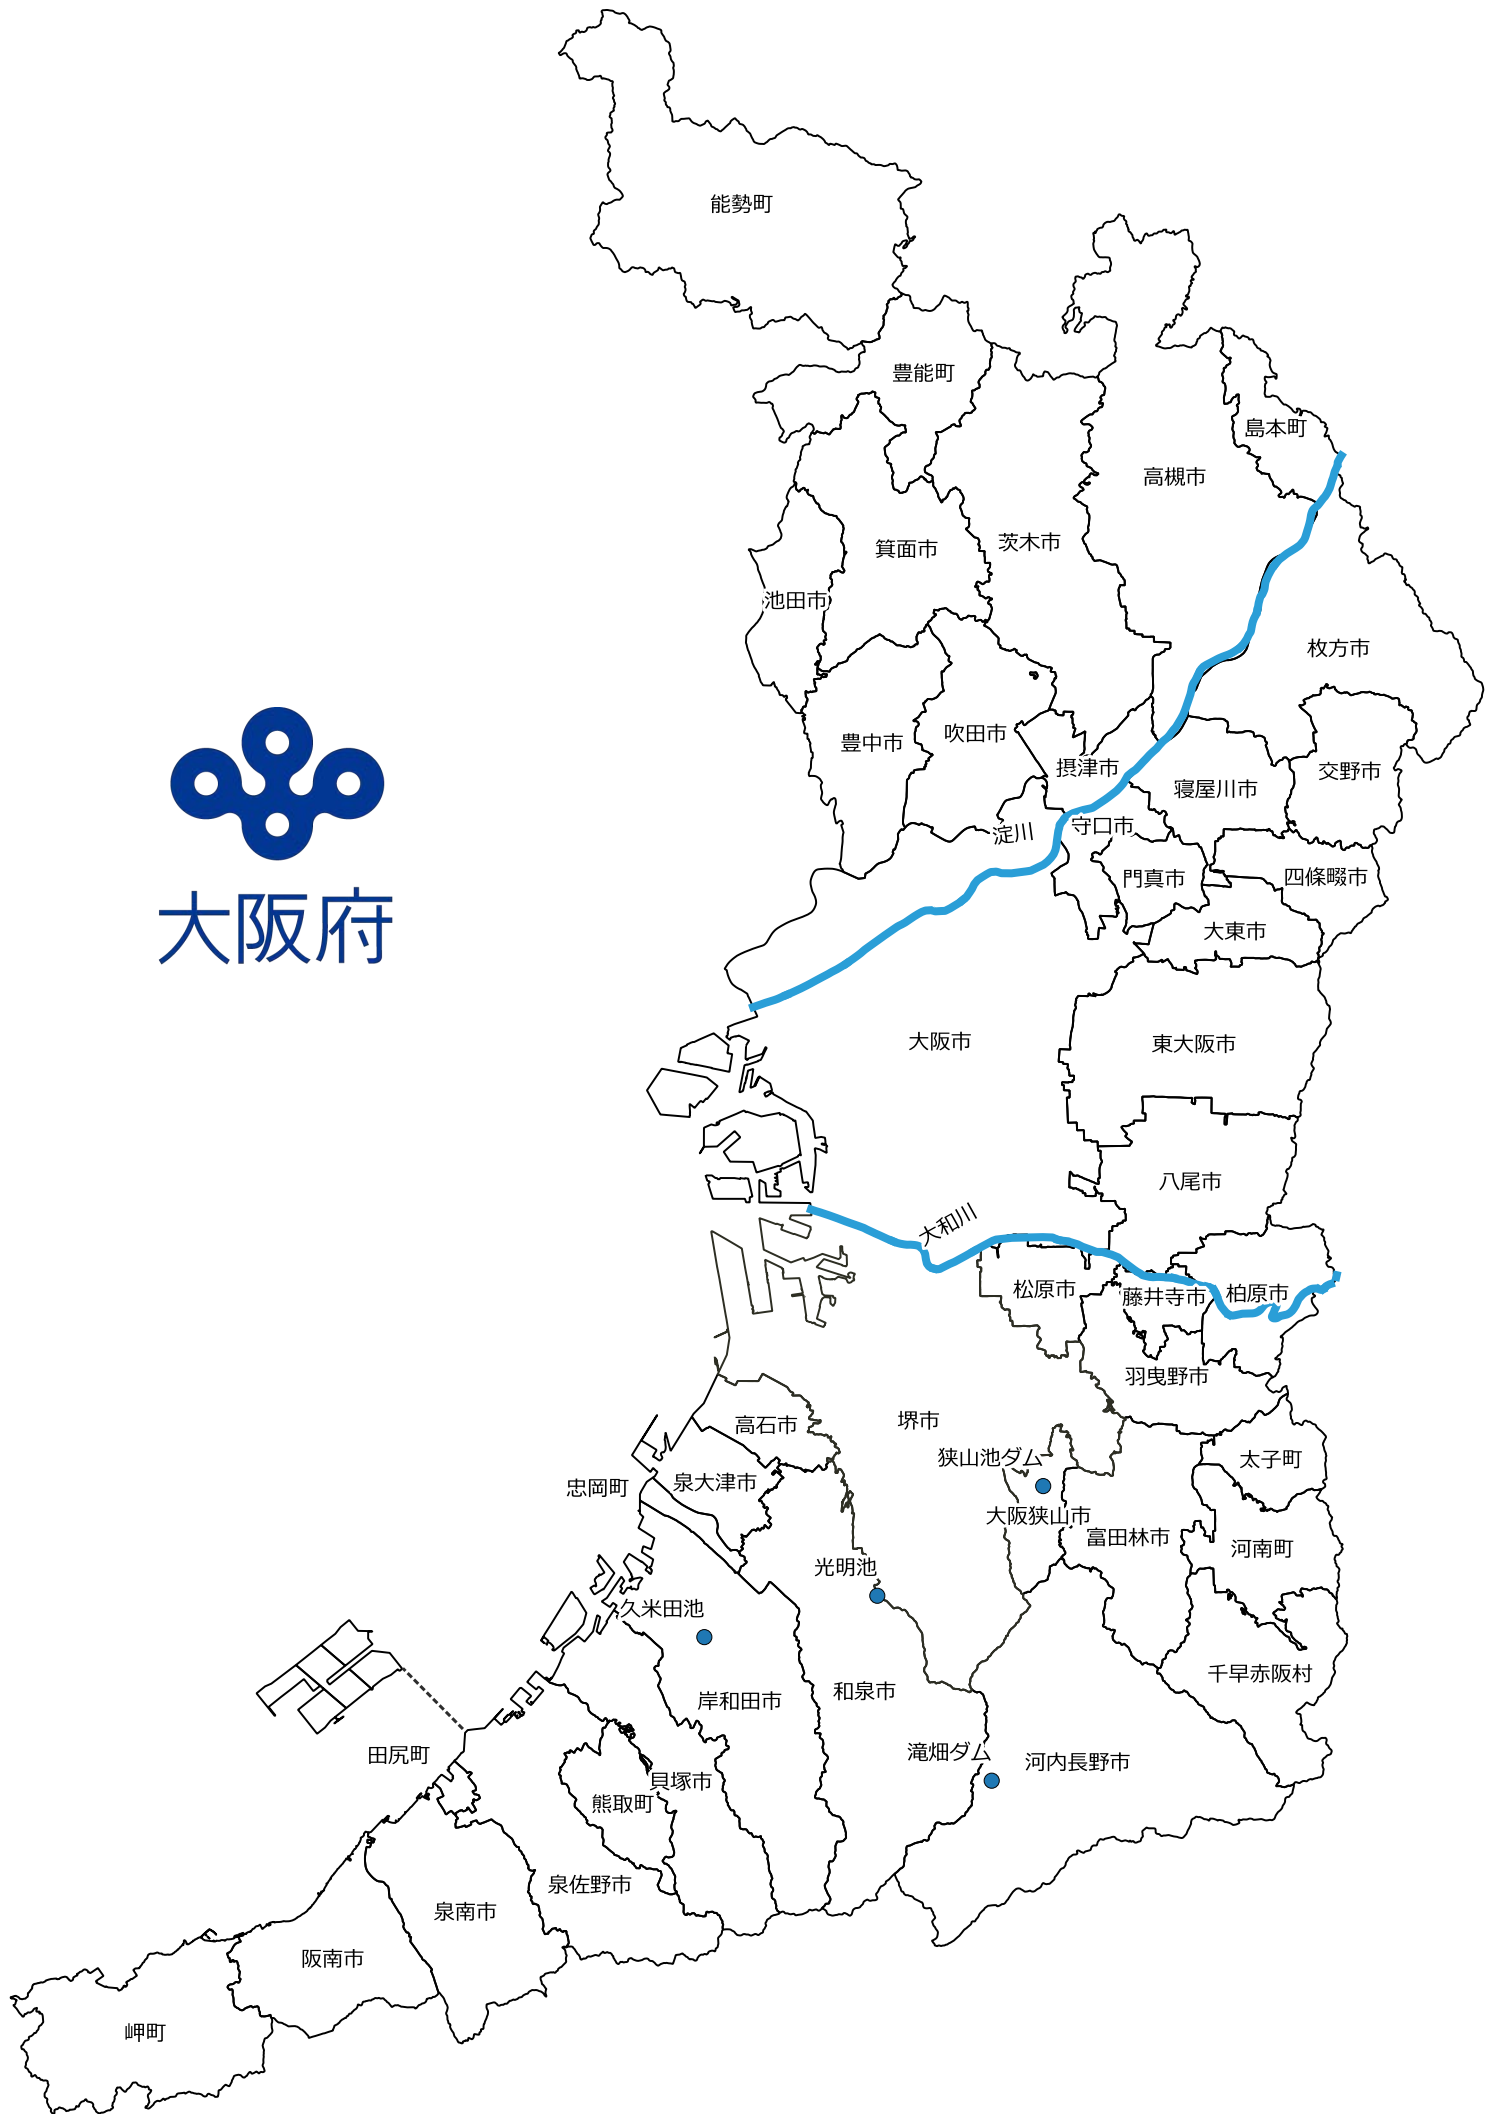 能勢町
豊能町
島本町
高槻市
茨木市
箕面市
池田市
枚方市
吹田市
豊中市
摂津市
交野市
寝屋川市
守口市
淀川
門真市
四條畷市
大東市
大阪府
大阪市
東大阪市
八尾市
大和川
松原市
藤井寺市
柏原市
羽曳野市
堺市
高石市
狭山池ダム
太子町
泉大津市
忠岡町
大阪狭山市
富田林市
河南町
光明池
久米田池
千早赤阪村
和泉市
岸和田市
滝畑ダム
河内長野市
田尻町
貝塚市
熊取町
泉佐野市
泉南市
阪南市
岬町